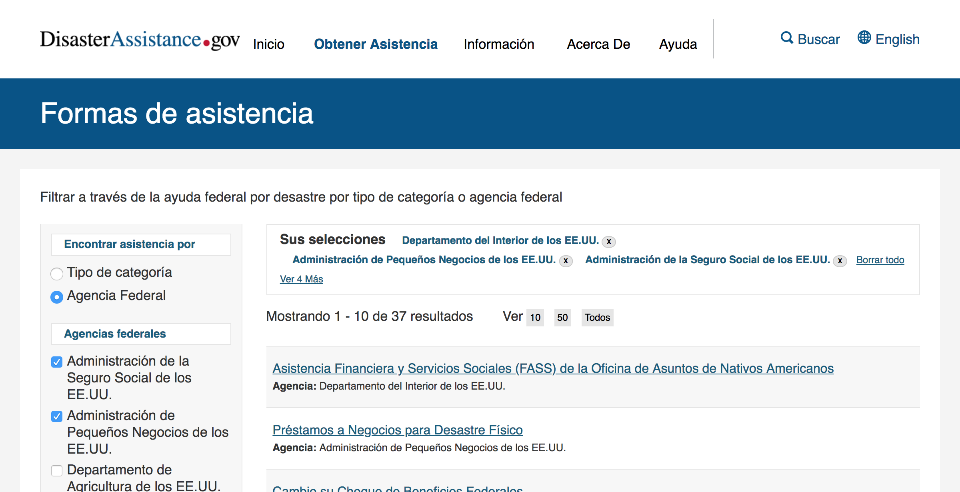 DisasterAssistance.gov
Inicio
Obtener Asistencia
Información
Acerca De
Ayuda
Buscar
English
Formas de asistencia
Filtrar a través de la ayuda federal por desastre por tipo de categoría o agencia federal
Encontrar asistencia por
Tipo de categoría
Agencia Federal
Agencias federales
Administración de la
Seguro Social de los
EE.UU.
Administración de
Pequeños Negocios de los
EE.UU.
Departamento de
Agricultura de los EE.UU.
Sus selecciones Departamento del Interior de los EE.UU. x
Administración de Pequeños Negocios de los EE.UU. x Administración de la Seguro Social de los EE.UU. x Borrar todo
Ver 4 Más
Mostrando 1 - 10 de 37 resultados Ver 10 50 Todos
Asistencia Financiera y Servicios Sociales (FASS) de la Oficina de Asuntos de Nativos Americanos
Agencia: Departamento del Interior de los EE.UU.
Préstamos a Negocios para Desastre Físico
Agencia: Administración de Pequeños Negocios de los EE.UU.
Cambio su Cheque de Beneficios Federales